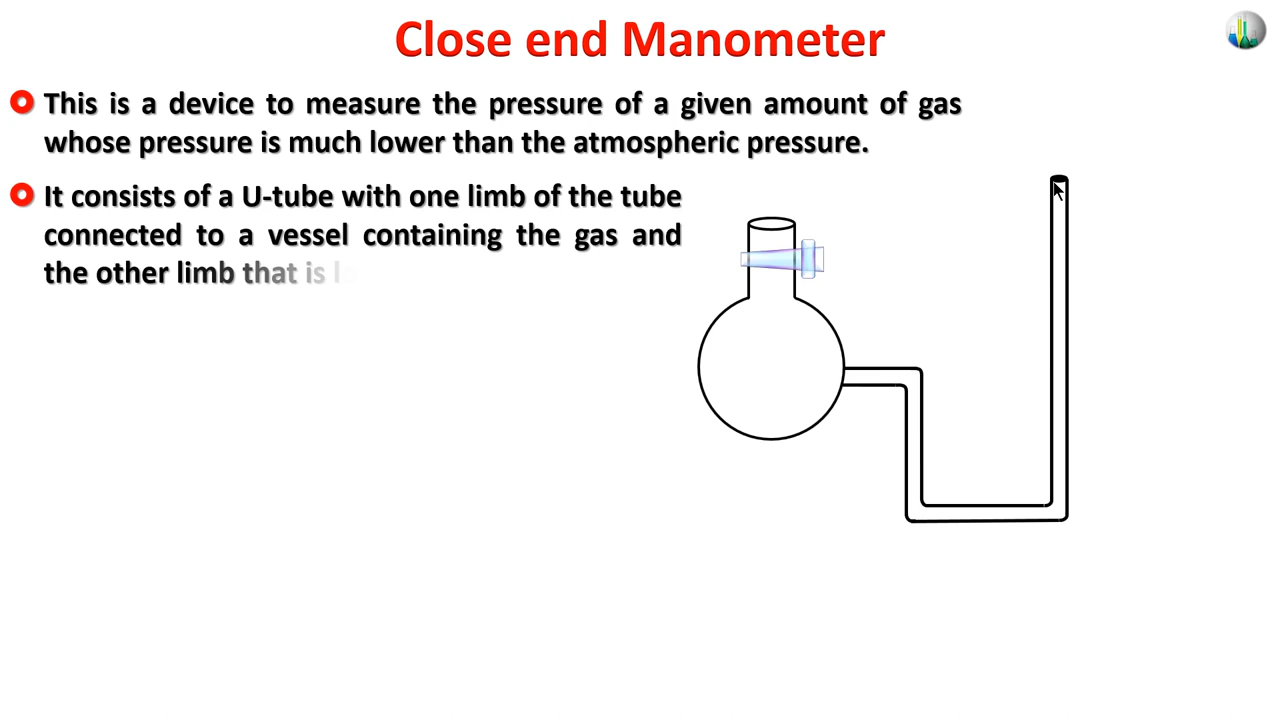 Close end Manometer
This is a device to measure the pressure of a given amount of gas
whose pressure is much lower than the atmospheric pressure.
It consists of a U-tube with one limb of the tube
connected to a vessel containing the gas and
the other limb that is